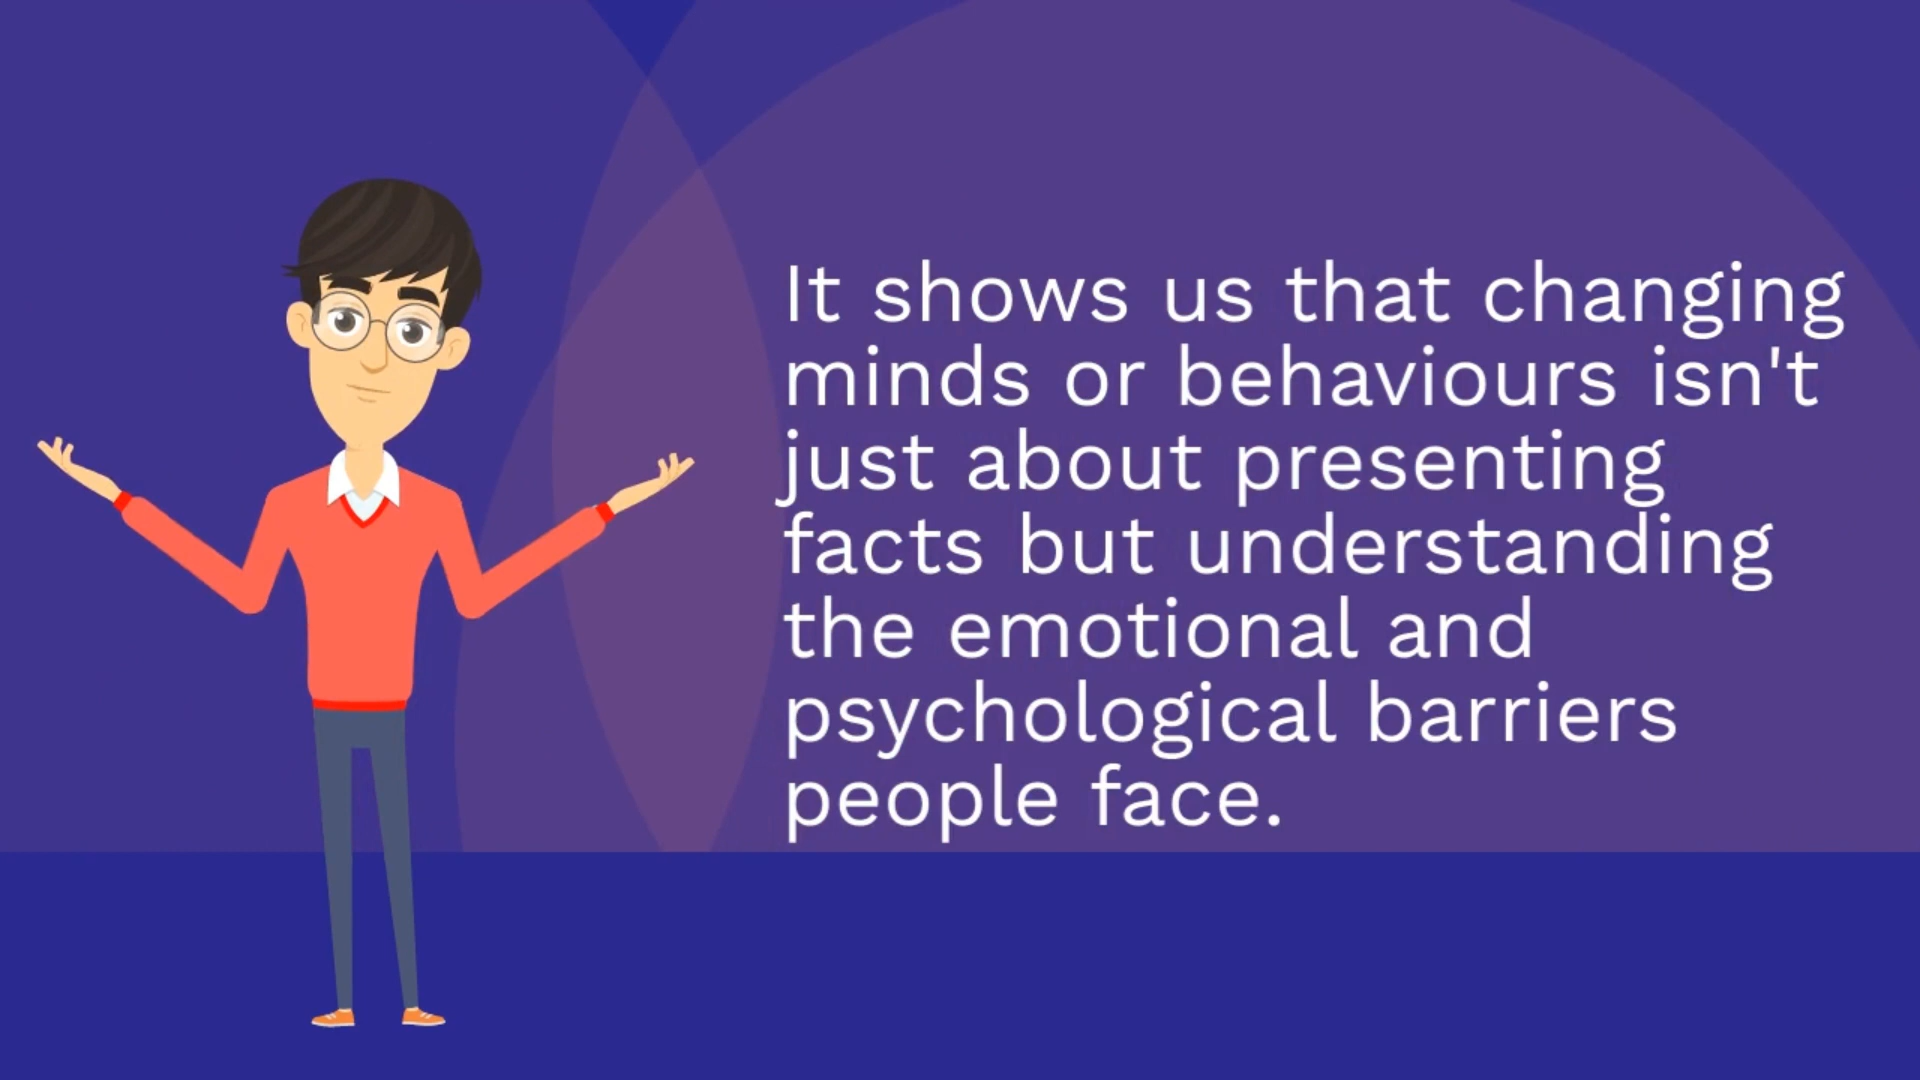 It shows us that changing
minds or behaviours isn't
just about presenting
facts but understanding
the emotional and
psychological barriers
people face.